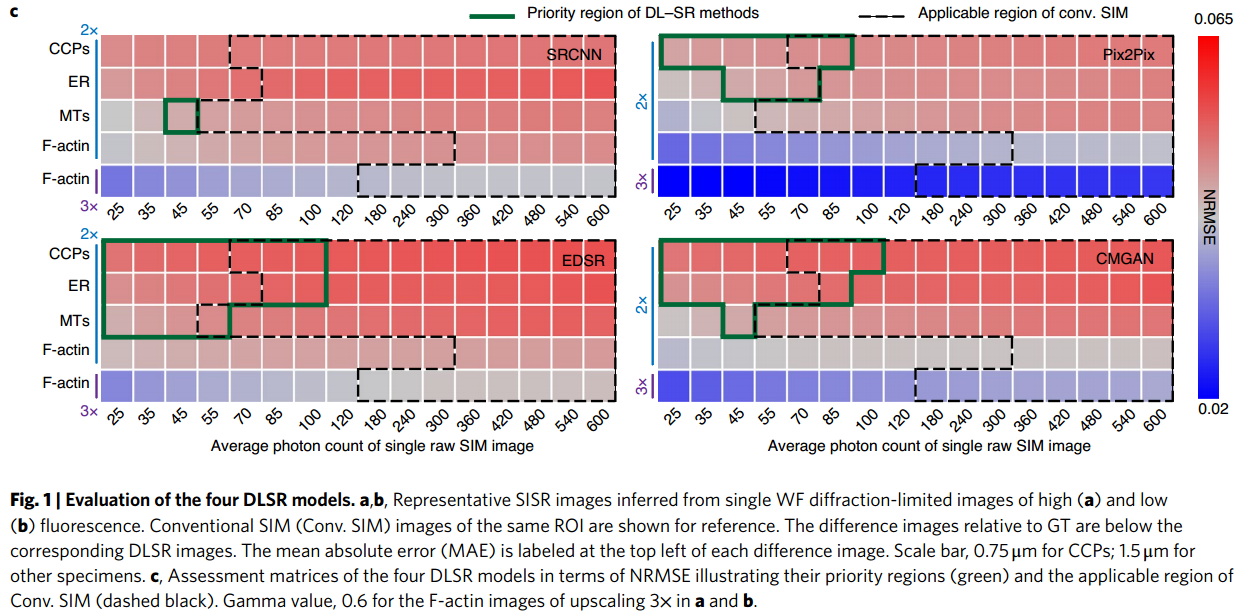 c
Priority region of DL–SR methods
Applicable region of conv. SIM
0.065
2×
CCPs
SRCNN
Pix2Pix
ER
2×
MTs
F-actin
F-actin
3×
3×
25 35 45 55 70 85 100 120 180 240 300 360 420 480 540 600
25 35 45 55 70 85 100 120 180 240 300 360 420 480 540 600
NRMSE
2×
CCPs
EDSR
CMGAN
ER
2×
MTs
F-actin
F-actin
3×
3×
0.02
25 35 45 55 70 85 100 120 180 240 300 360 420 480 540 600
25 35 45 55 70 85 100 120 180 240 300 360 420 480 540 600
Average photon count of single raw SIM image
Average photon count of single raw SIM image
Fig. 1 | Evaluation of the four DLSR models. a,b, Representative SISR images inferred from single WF diffraction-limited images of high (a) and low
(b) fluorescence. Conventional SIM (Conv. SIM) images of the same ROI are shown for reference. The difference images relative to GT are below the
corresponding DLSR images. The mean absolute error (MAE) is labeled at the top left of each difference image. Scale bar, 0.75 μm for CCPs; 1.5 μm for
other specimens. c, Assessment matrices of the four DLSR models in terms of NRMSE illustrating their priority regions (green) and the applicable region of
Conv. SIM (dashed black). Gamma value, 0.6 for the F-actin images of upscaling 3× in a and b.